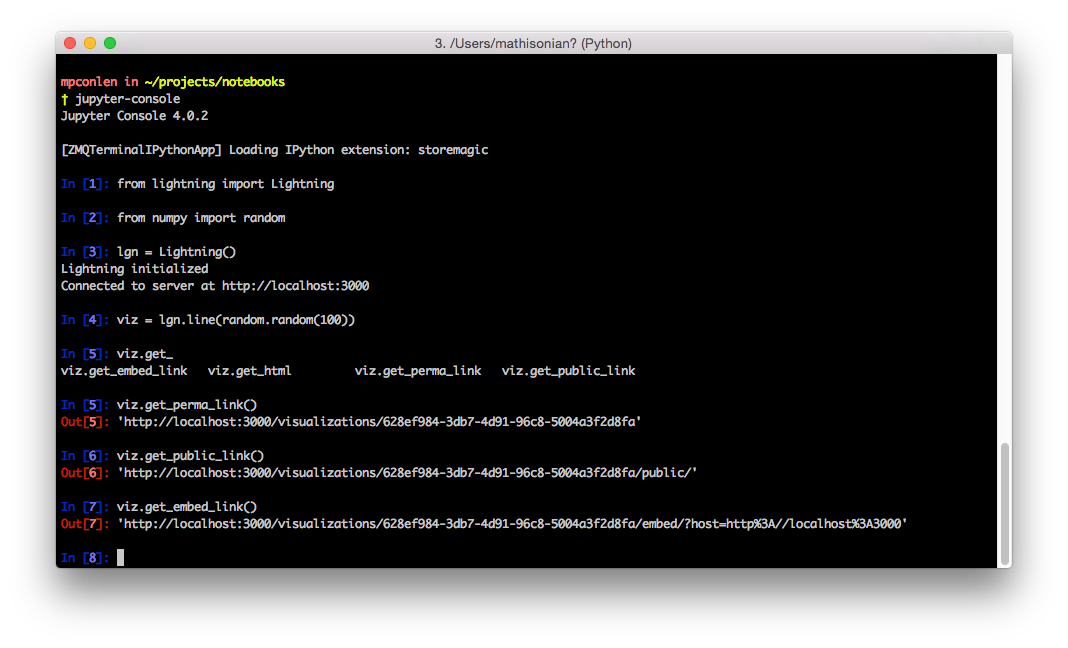 3. /Users/mathisonian? (Python)
mpconlen in ~/projects/notebooks
† jupyter-console
Jupyter Console 4.0.2
[ZMQTerminalIPythonApp] Loading IPython extension: storemagic
In [1]: from lightning import Lightning
In [2]: from numpy import random
In [3]: lgn = Lightning()
Lightning initialized
Connected to server at http://localhost:3000
In [4]: viz = lgn.line(random.random(100))
In [5]: viz.get_
viz.get_embed_link   viz.get_html         viz.get_perma_link   viz.get_public_link
In [5]: viz.get_perma_link()
Out[5]: 'http://localhost:3000/visualizations/628ef984-3db7-4d91-96c8-5004a3f2d8fa'
In [6]: viz.get_public_link()
Out[6]: 'http://localhost:3000/visualizations/628ef984-3db7-4d91-96c8-5004a3f2d8fa/public/'
In [7]: viz.get_embed_link()
Out[7]: 'http://localhost:3000/visualizations/628ef984-3db7-4d91-96c8-5004a3f2d8fa/embed/?host=http%3A//localhost%3A3000'
In [8]: